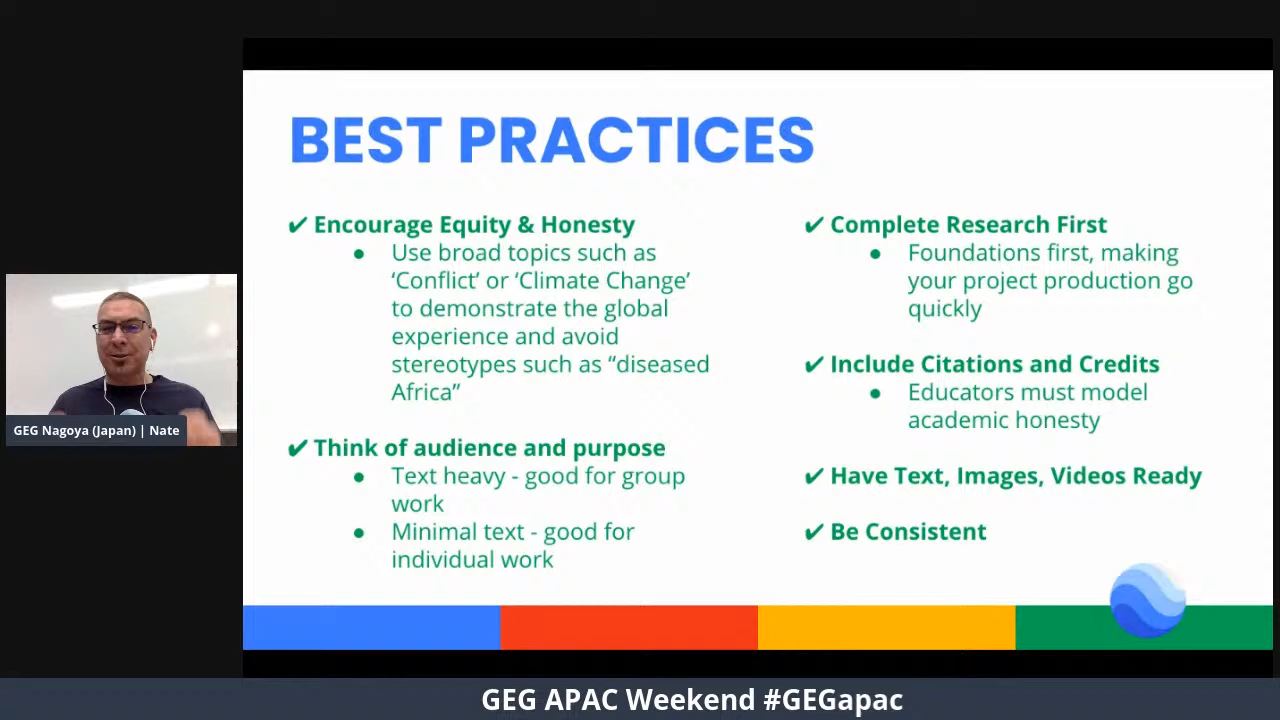 BEST PRACTICES
✔ Encourage Equity & Honesty
● Use broad topics such as
‘Conflict’ or ‘Climate Change’
to demonstrate the global
experience and avoid
stereotypes such as “diseased
Africa”
✔ Think of audience and purpose
● Text heavy - good for group
work
● Minimal text - good for
individual work
✔ Complete Research First
● Foundations first, making
your project production go
quickly
✔ Include Citations and Credits
● Educators must model
academic honesty
✔ Have Text, Images, Videos Ready
✔ Be Consistent
GEG Nagoya (Japan) | Nate
GEG APAC Weekend #GEGapac